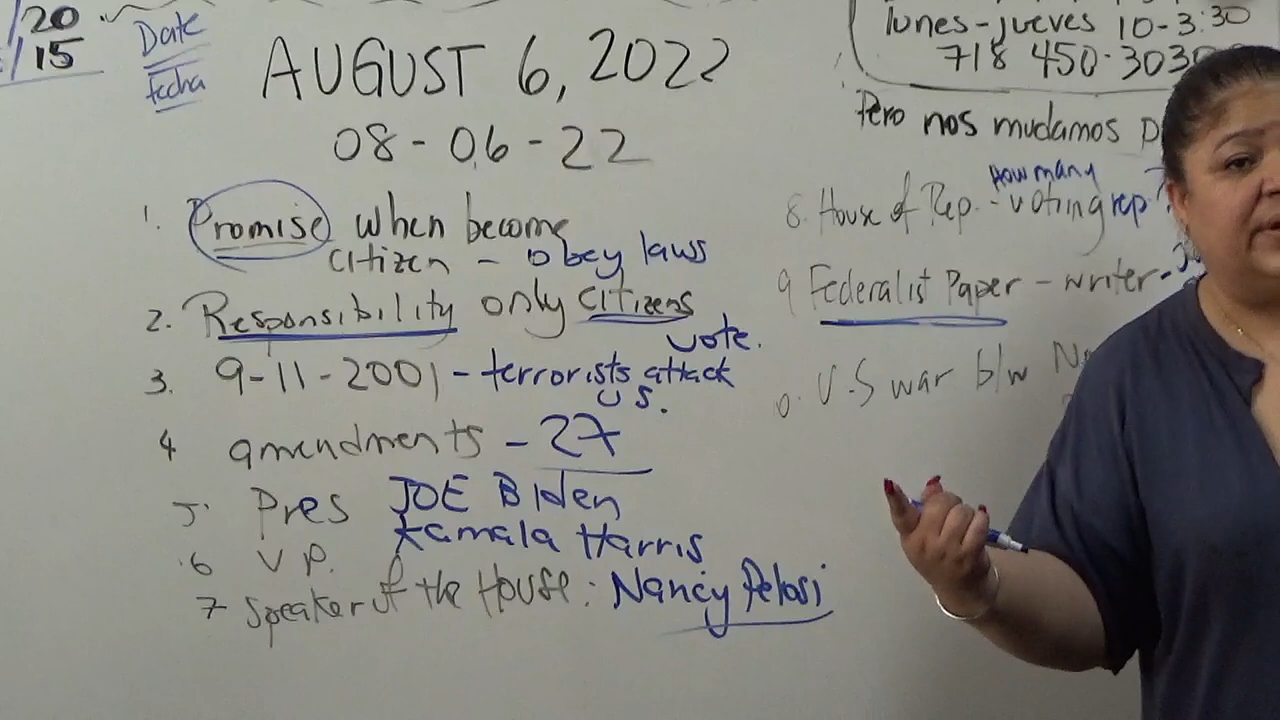 /20
/15
Date
Fecha
AUGUST 6, 2022
08-06-22
1. Promise when become
citizen - obey laws
2. Responsibility only citizens
vote.
3. 9-11-2001 - terrorists attack
US.
4 amendments - 27
5. Pres JOE Biden
6 V P. Kamala Harris
7 Speaker of the House: Nancy Pelosi
lunes-jueves 10-3:30
718 450-3030
Pero nos mudamos
How many
8. House of Rep. - voting rep ?
9 Federalist Paper - writer -
0. U.S war b/w